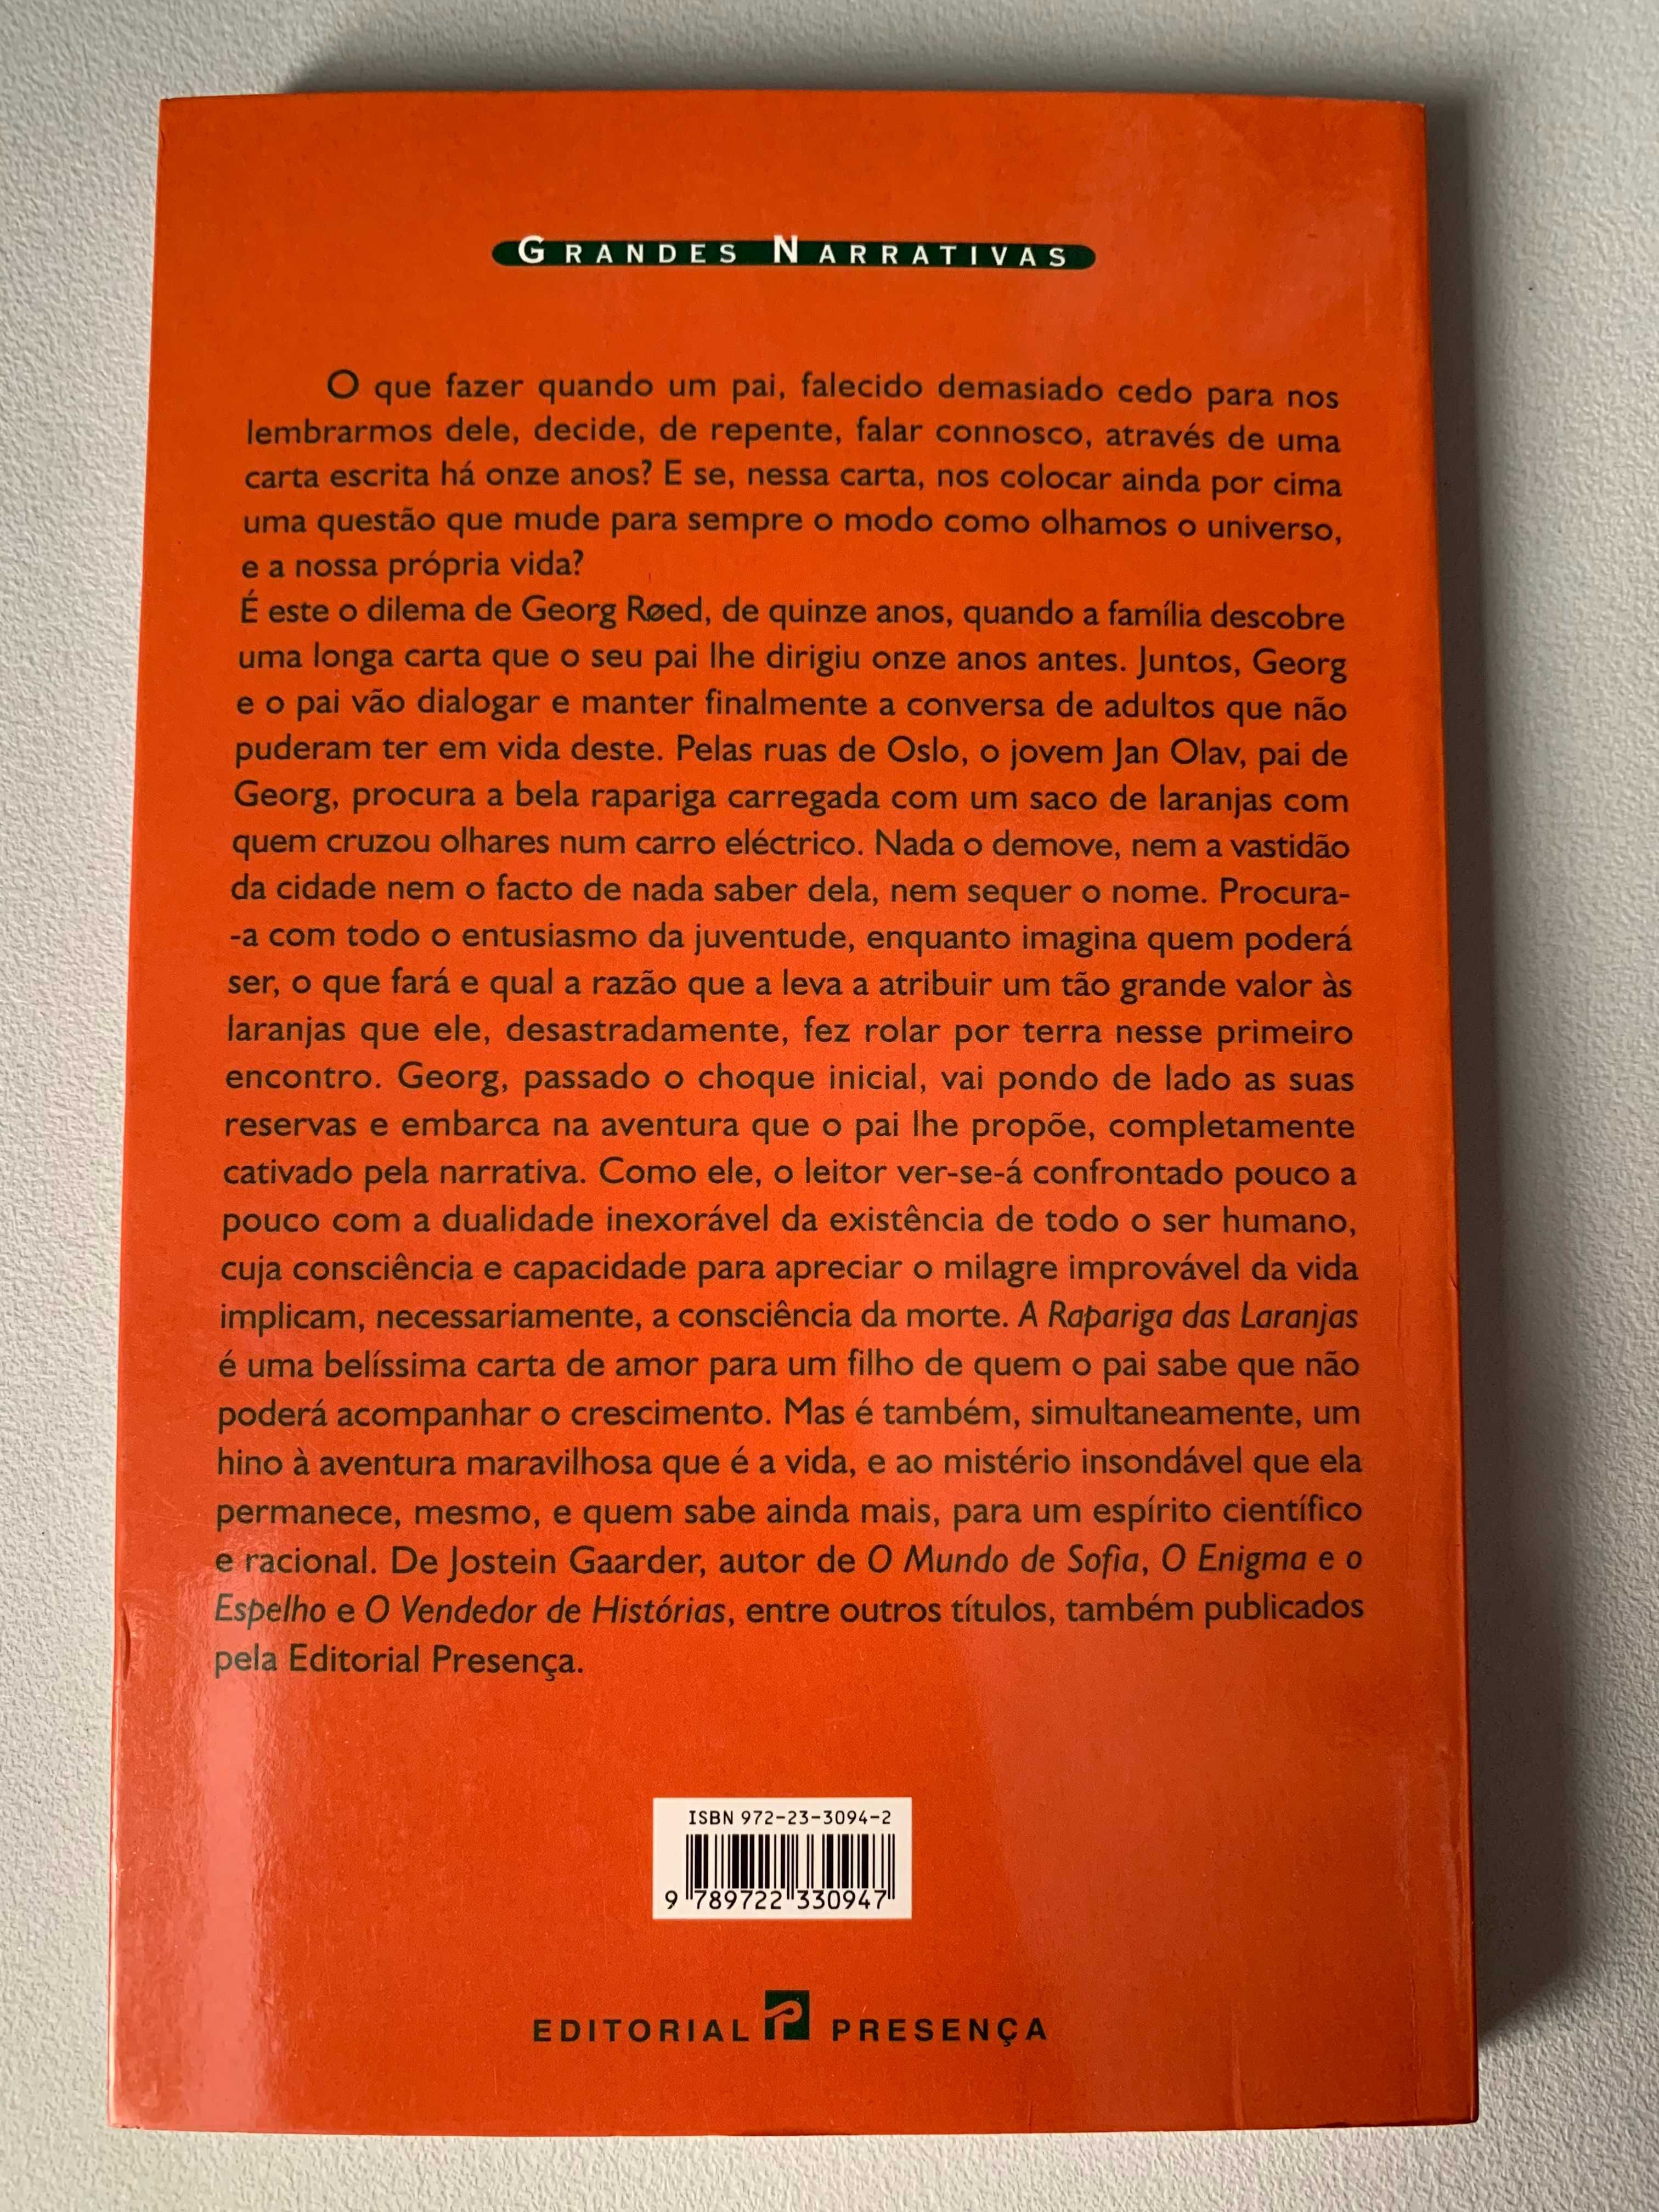 GRANDES NARRATIVAS
O que fazer quando um pai, falecido demasiado cedo para nos
lembrarmos dele, decide, de repente, falar connosco, através de uma
carta escrita há onze anos? E se, nessa carta, nos colocar ainda por cima
uma questão que mude para sempre o modo como olhamos o universo,
e a nossa própria vida?
É este o dilema de Georg Røed, de quinze anos, quando a família descobre
uma longa carta que o seu pai lhe dirigiu onze anos antes. Juntos, Georg
e o pai vão dialogar e manter finalmente a conversa de adultos que não
puderam ter em vida deste. Pelas ruas de Oslo, o jovem Jan Olav, pai de
Georg, procura a bela rapariga carregada com um saco de laranjas com
quem cruzou olhares num carro eléctrico. Nada o demove, nem a vastidão
da cidade nem o facto de nada saber dela, nem sequer o nome. Procura-
-a com todo o entusiasmo da juventude, enquanto imagina quem poderá
ser, o que fará e qual a razão que a leva a atribuir um tão grande valor às
laranjas que ele, desastradamente, fez rolar por terra nesse primeiro
encontro. Georg, passado o choque inicial, vai pondo de lado as suas
reservas e embarca na aventura que o pai lhe propõe, completamente
cativado pela narrativa. Como ele, o leitor ver-se-á confrontado pouco a
pouco com a dualidade inexorável da existência de todo o ser humano,
cuja consciência e capacidade para apreciar o milagre improvável da vida
implicam, necessariamente, a consciência da morte. A Rapariga das Laranjas
é uma belíssima carta de amor para um filho de quem o pai sabe que não
poderá acompanhar o crescimento. Mas é também, simultaneamente, um
hino à aventura maravilhosa que é a vida, e ao mistério insondável que ela
permanece, mesmo, e quem sabe ainda mais, para um espírito científico
e racional. De Jostein Gaarder, autor de O Mundo de Sofia, O Enigma e o
Espelho e O Vendedor de Histórias, entre outros títulos, também publicados
pela Editorial Presença.
ISBN 972-23-3094-2
9 789722 330947
EDITORIAL PRESENÇA